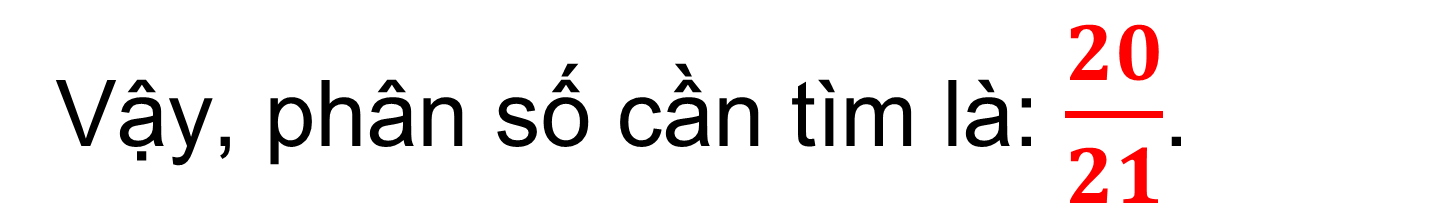 Vậy, phân số cần tìm là: 20/21.